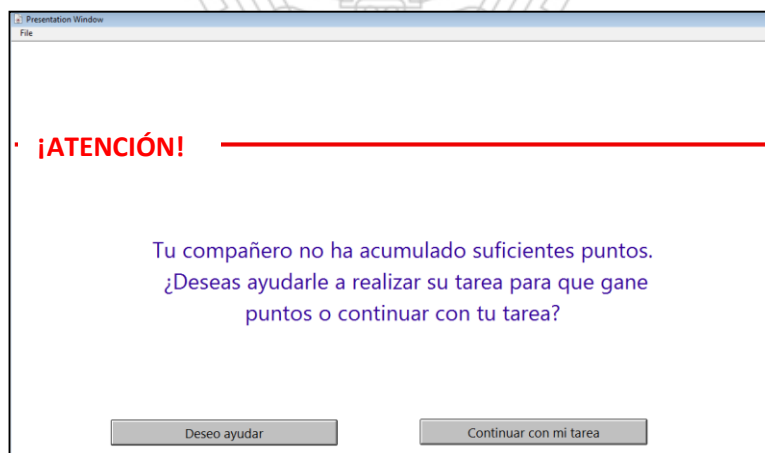 Presentation Window
File
¡ATENCIÓN!
Tu compañero no ha acumulado suficientes puntos.
¿Deseas ayudarle a realizar su tarea para que gane
puntos o continuar con tu tarea?
Deseo ayudar
Continuar con mi tarea